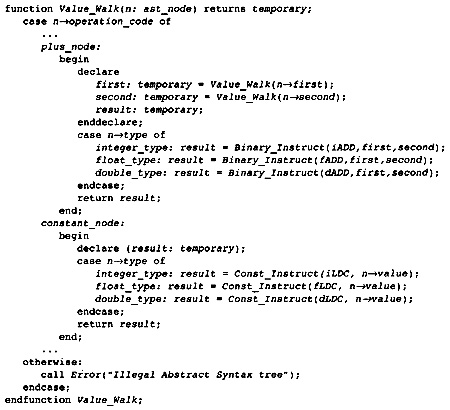 function Value_Walk(n: ast_node) returns temporary;
case n→operation_code of
...
plus_node:
begin
declare
first: temporary = Value_Walk(n→first);
second: temporary = Value_Walk(n→second);
result: temporary;
enddeclare;
case n→type of
integer_type: result = Binary_Instruct(iADD,first,second);
float_type: result = Binary_Instruct(fADD,first,second);
double_type: result = Binary_Instruct(dADD,first,second);
endcase;
return result;
end;
constant_node:
begin
declare (result: temporary);
case n→type of
integer_type: result = Const_Instruct(iLDC, n→value);
float_type: result = Const_Instruct(fLDC, n→value);
double_type: result = Const_Instruct(dLDC, n→value);
endcase;
return result;
end;
...
otherwise:
call Error("Illegal Abstract Syntax tree");
endcase;
endfunction Value_Walk;